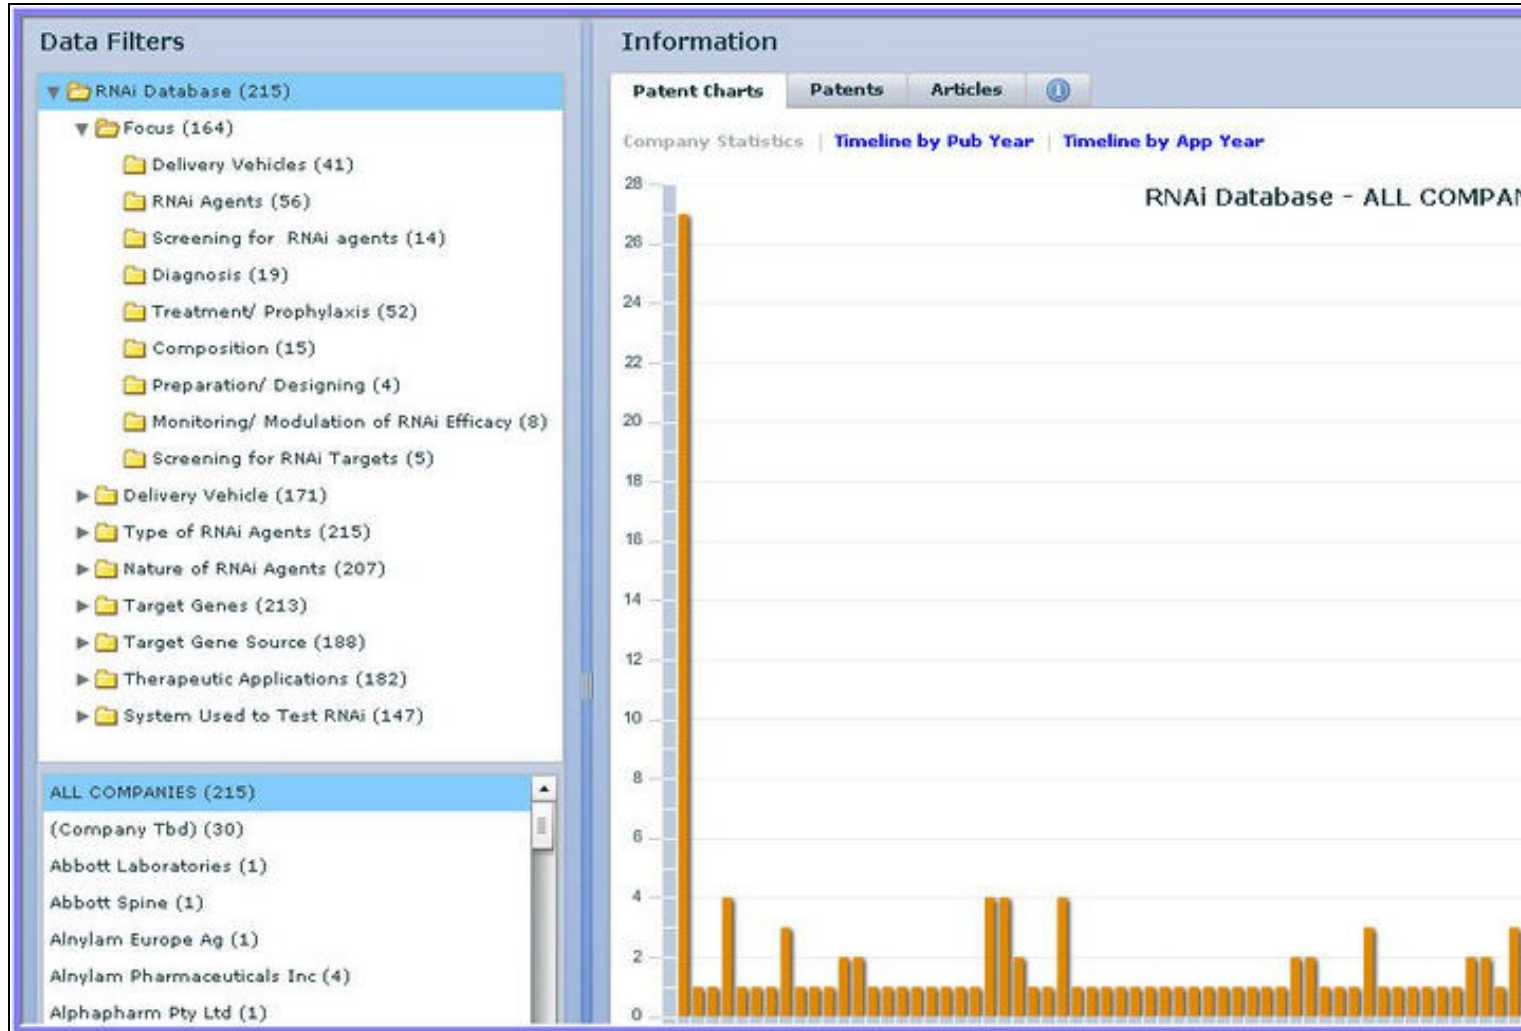 Data Filters
RNAi Database (215)
Focus (164)
Delivery Vehicles (41)
RNAi Agents (56)
Screening for RNAi agents (14)
Diagnosis (19)
Treatment/ Prophylaxis (52)
Composition (15)
Preparation/ Designing (4)
Monitoring/ Modulation of RNAi Efficacy (8)
Screening for RNAi Targets (5)
Delivery Vehicle (171)
Type of RNAi Agents (215)
Nature of RNAi Agents (207)
Target Genes (213)
Target Gene Source (188)
Therapeutic Applications (182)
System Used to Test RNAi (147)
ALL COMPANIES (215)
(Company Tbd) (30)
Abbott Laboratories (1)
Abbott Spine (1)
Alnylam Europe Ag (1)
Alnylam Pharmaceuticals Inc (4)
Alphapharm Pty Ltd (1)
Information
Patent Charts Patents Articles
Company Statistics | Timeline by Pub Year | Timeline by App Year
RNAi Database - ALL COMPAN
28
26
24
22
20
18
16
14
12
10
8
6
4
2
0